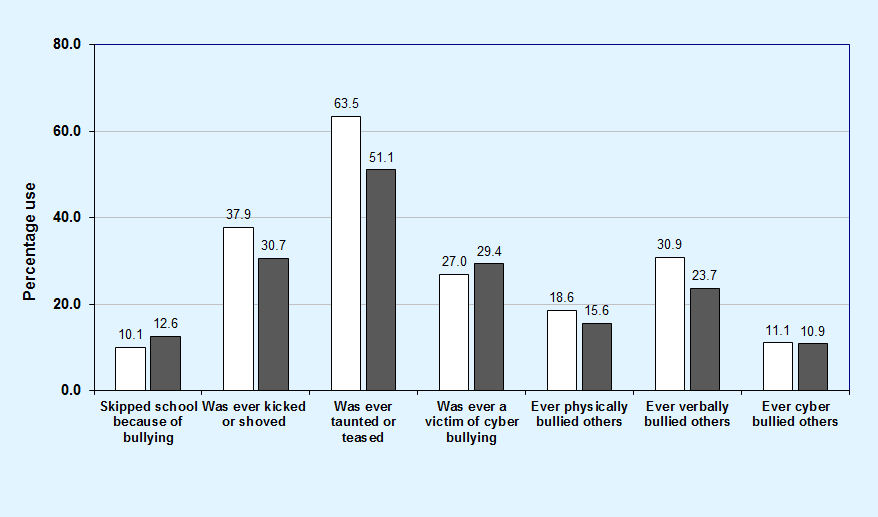 80.0
60.0
40.0
20.0
0.0
Percentage use
10.1
12.6
37.9
30.7
63.5
51.1
27.0
29.4
18.6
15.6
30.9
23.7
11.1
10.9
Skipped school
because of
bullying
Was ever kicked
or shoved
Was ever
taunted or
teased
Was ever a
victim of cyber
bullying
Ever physically
bullied others
Ever verbally
bullied others
Ever cyber
bullied others